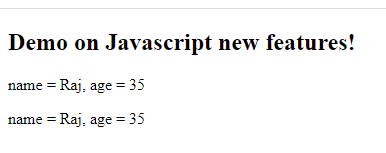 Demo on Javascript new features!
name = Raj, age = 35
name = Raj, age = 35